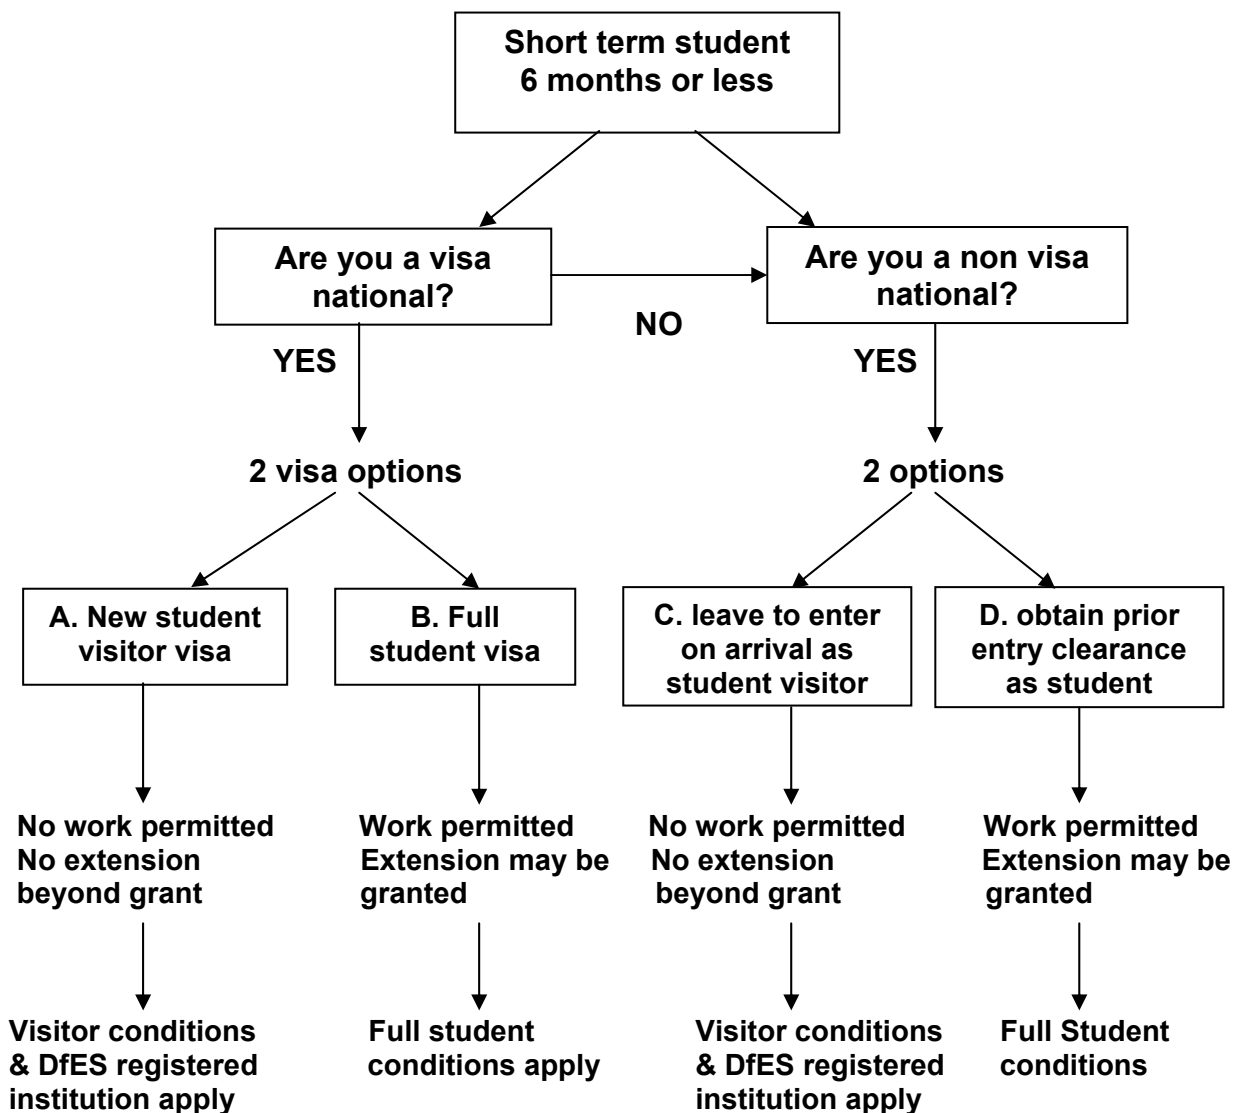 Short term student
6 months or less
Are you a visa
national?
Are you a non visa
national?
NO
YES
YES
2 visa options
2 options
A. New student
visitor visa
B. Full
student visa
C. leave to enter
on arrival as
student visitor
D. obtain prior
entry clearance
as student
No work permitted
No extension
beyond grant
Work permitted
Extension may be
granted
No work permitted
No extension
beyond grant
Work permitted
Extension may be
granted
Visitor conditions
& DfES registered
institution apply
Full student
conditions apply
Visitor conditions
& DfES registered
institution apply
Full Student
conditions